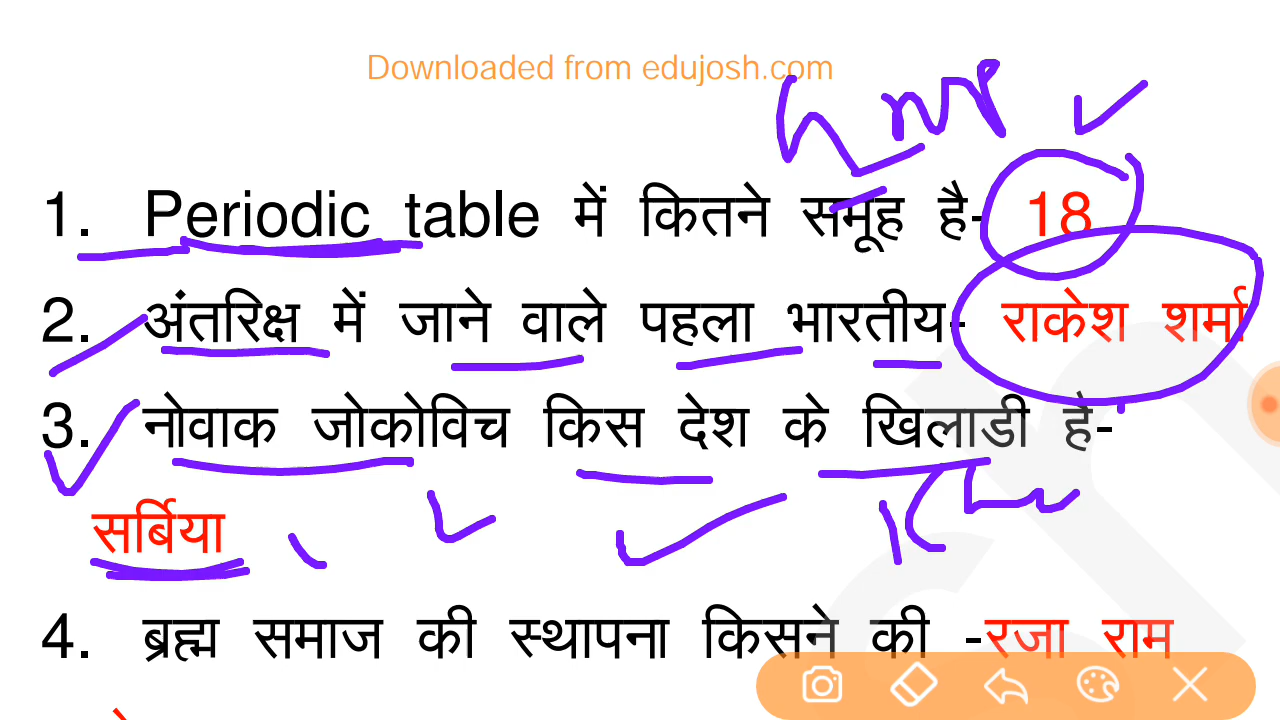 Downloaded from edujosh.com
1. Periodic table में कितने समूह है- 18
2. अंतरिक्ष में जाने वाले पहला भारतीय- राकेश शर्मा
3. नोवाक जोकोविच किस देश के खिलाडी हे-
सर्बिया
4. ब्रह्म समाज की स्थापना किसने की -रजा राम